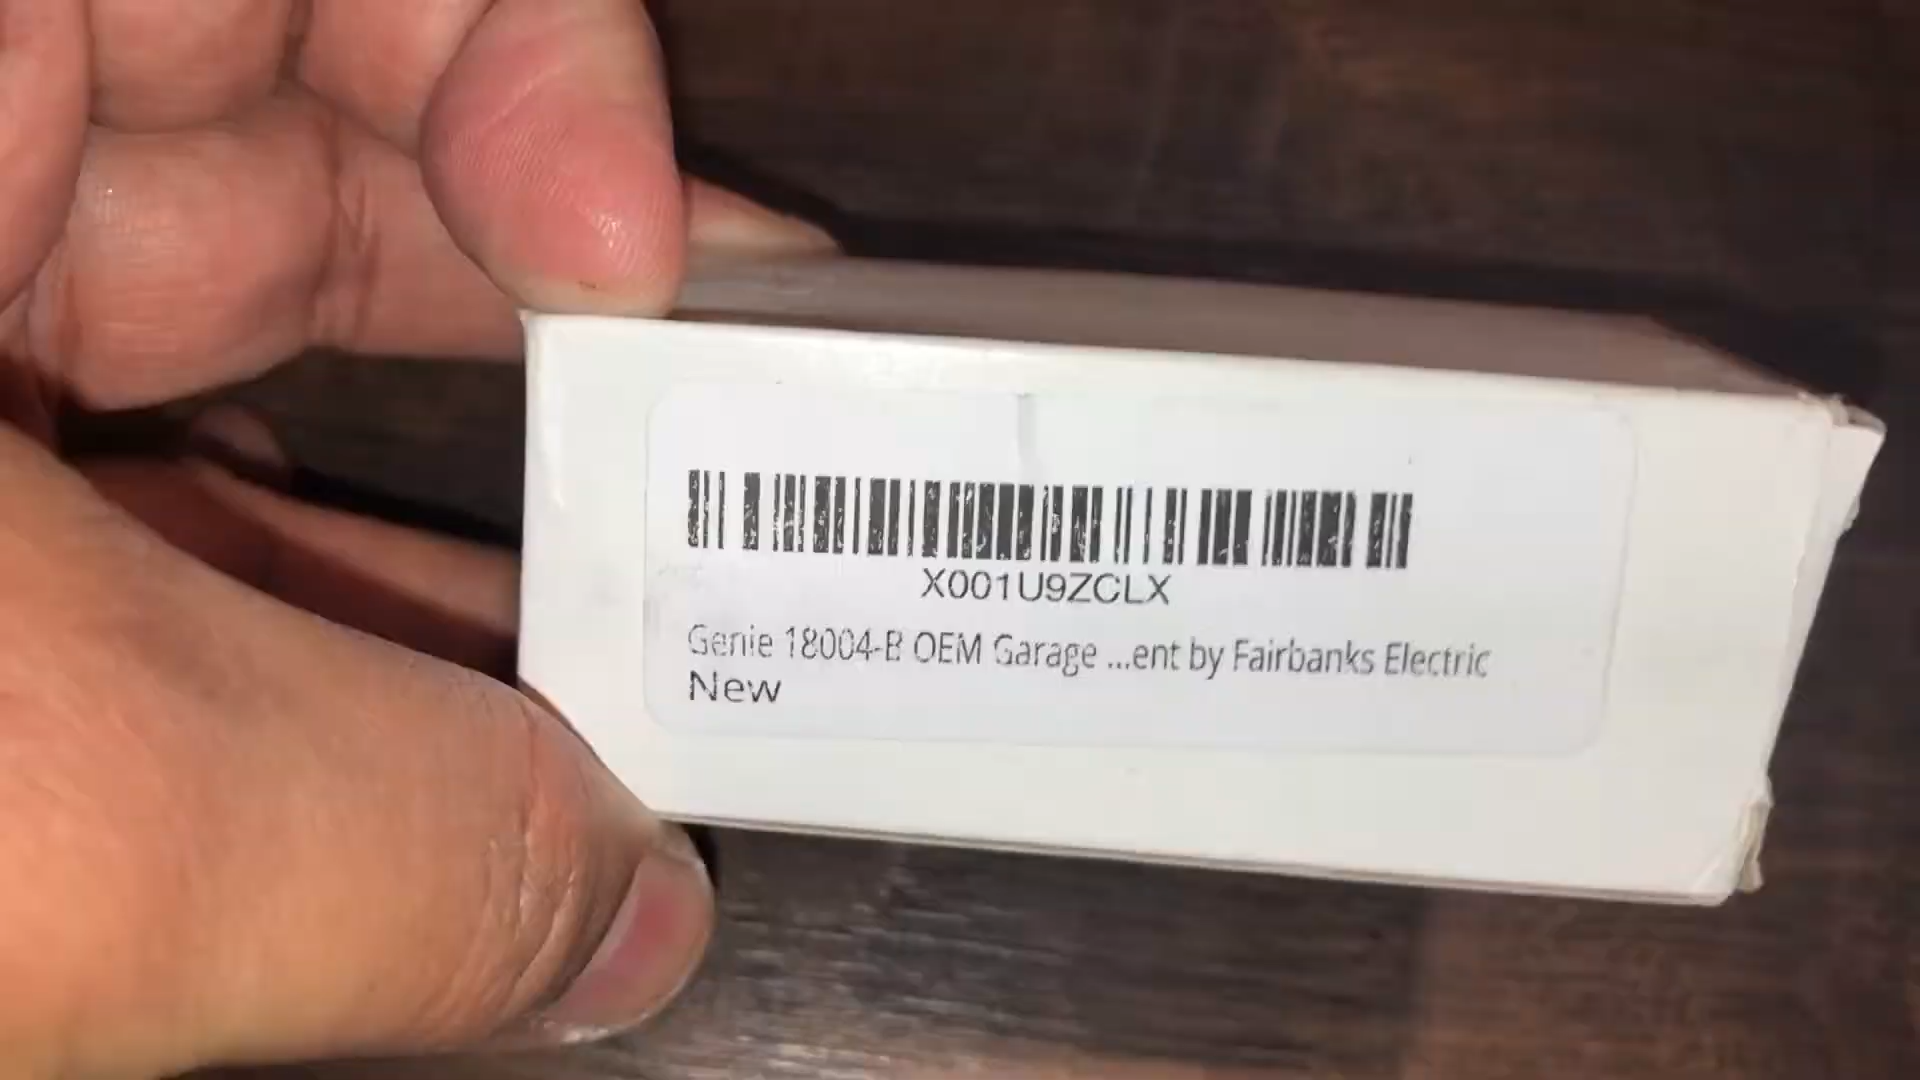 X001U9ZCLX
Genie 18004-B OEM Garage ...ent by Fairbanks Electric
New